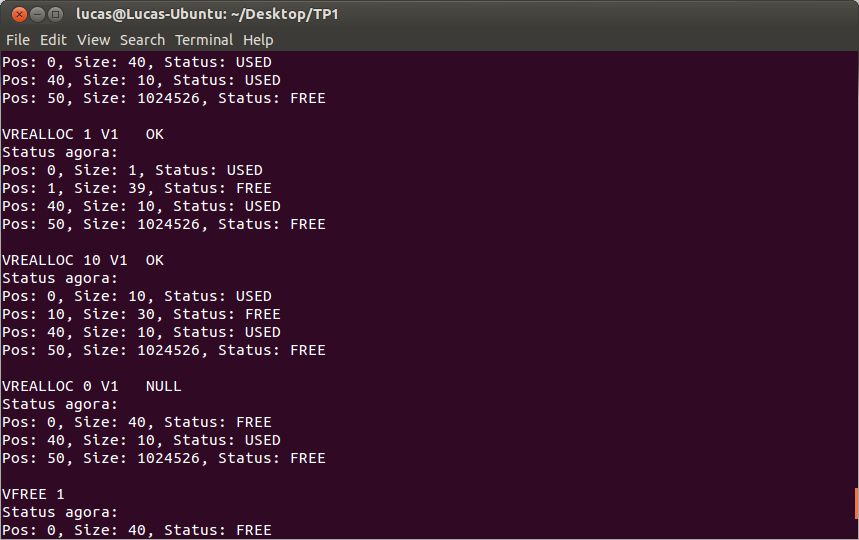 lucas@Lucas-Ubuntu: ~/Desktop/TP1
File Edit View Search Terminal Help
Pos: 0, Size: 40, Status: USED
Pos: 40, Size: 10, Status: USED
Pos: 50, Size: 1024526, Status: FREE
VREALLOC 1 V1   OK
Status agora:
Pos: 0, Size: 1, Status: USED
Pos: 1, Size: 39, Status: FREE
Pos: 40, Size: 10, Status: USED
Pos: 50, Size: 1024526, Status: FREE
VREALLOC 10 V1  OK
Status agora:
Pos: 0, Size: 10, Status: USED
Pos: 10, Size: 30, Status: FREE
Pos: 40, Size: 10, Status: USED
Pos: 50, Size: 1024526, Status: FREE
VREALLOC 0 V1   NULL
Status agora:
Pos: 0, Size: 40, Status: FREE
Pos: 40, Size: 10, Status: USED
Pos: 50, Size: 1024526, Status: FREE
VFREE 1
Status agora:
Pos: 0, Size: 40, Status: FREE